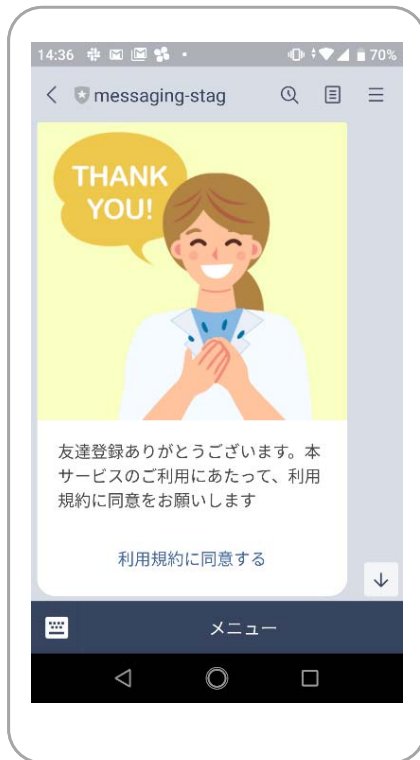 14:36
70%
messaging-stag
THANK
YOU!
友達登録ありがとうございます。本
サービスのご利用にあたって、利用
規約に同意をお願いします
利用規約に同意する
メニュー